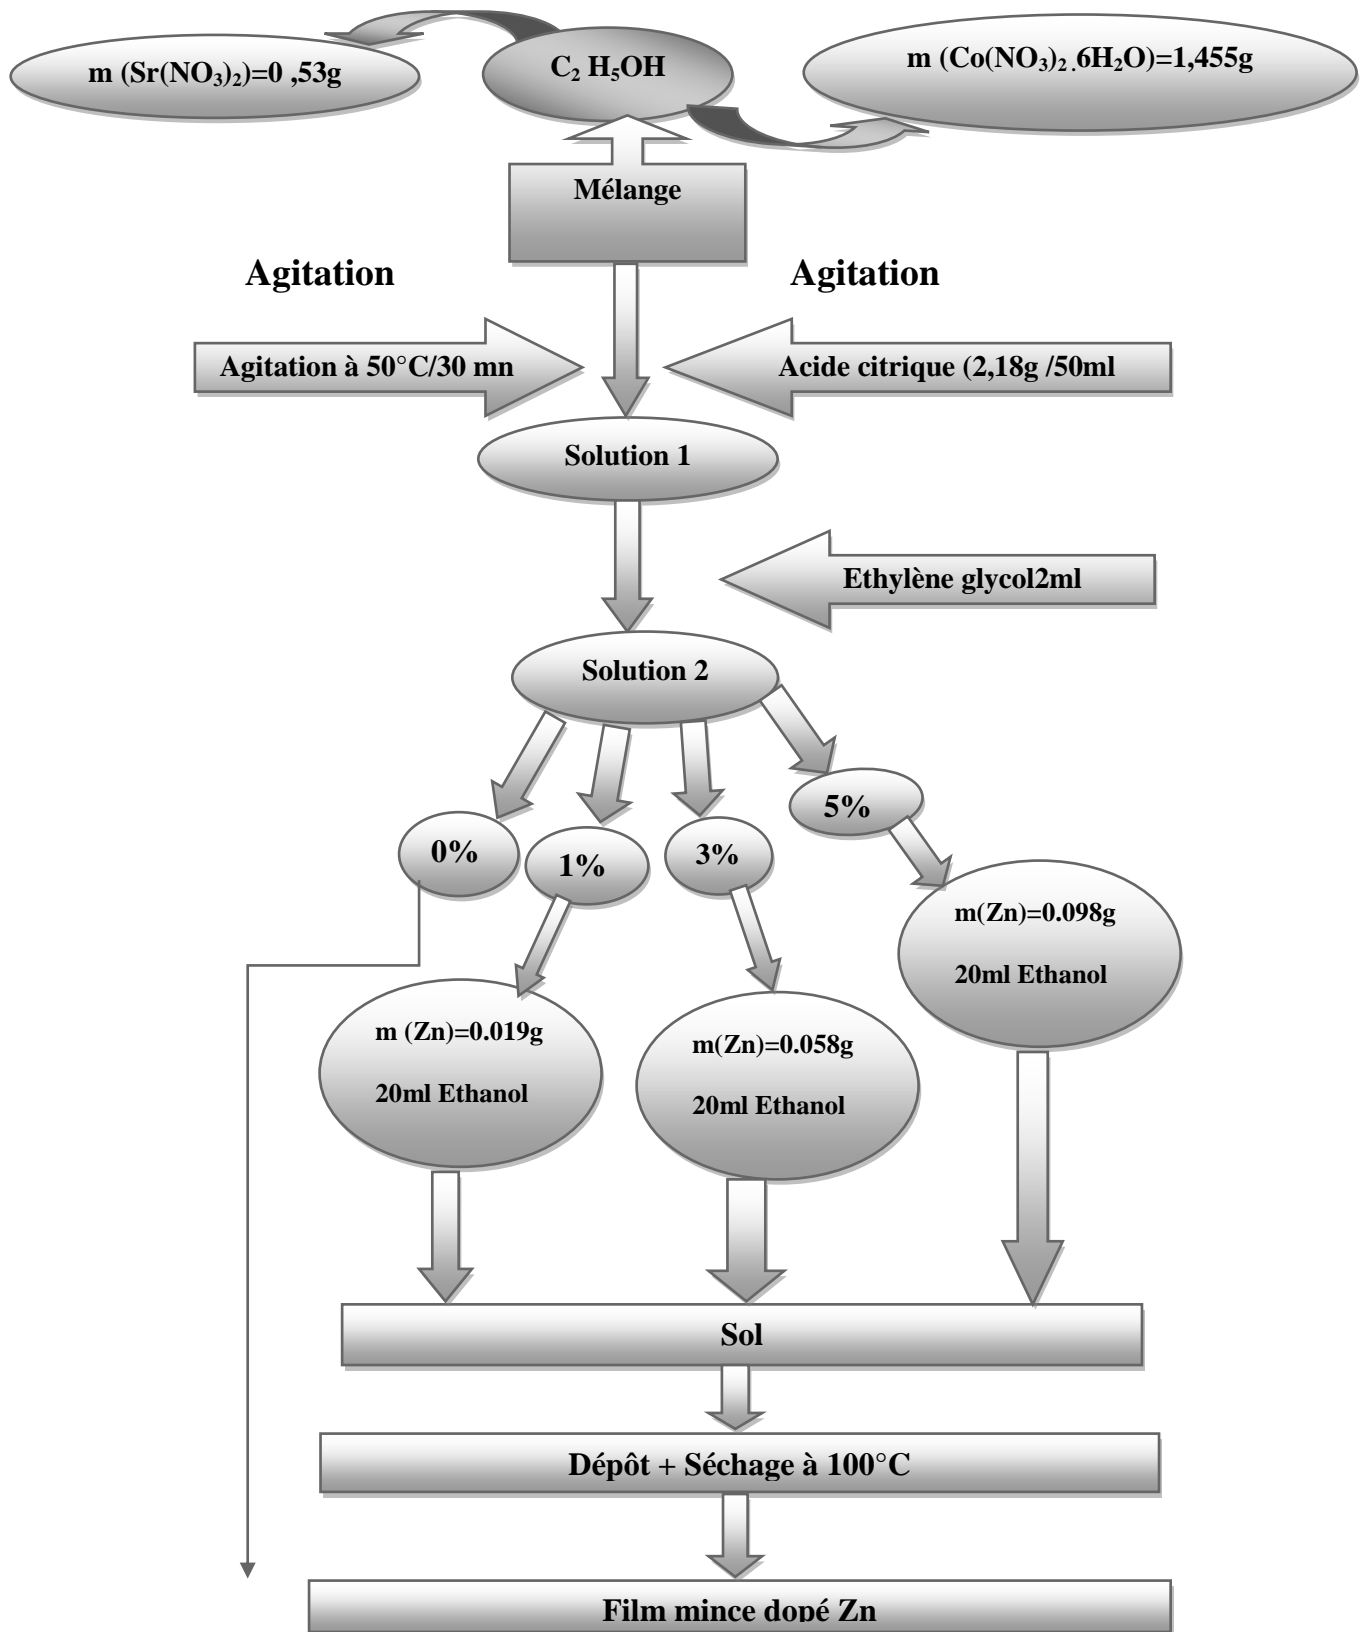 m (Sr(NO₃)₂)=0 ,53g
C₂ H₅OH
m (Co(NO₃)₂ .6H₂O)=1,455g
Mélange
Agitation
Agitation
Agitation à 50°C/30 mn
Acide citrique (2,18g /50ml
Solution 1
Ethylène glycol2ml
Solution 2
0%
1%
3%
5%
m(Zn)=0.098g
20ml Ethanol
m (Zn)=0.019g
20ml Ethanol
m(Zn)=0.058g
20ml Ethanol
Sol
Dépôt + Séchage à 100°C
Film mince dopé Zn